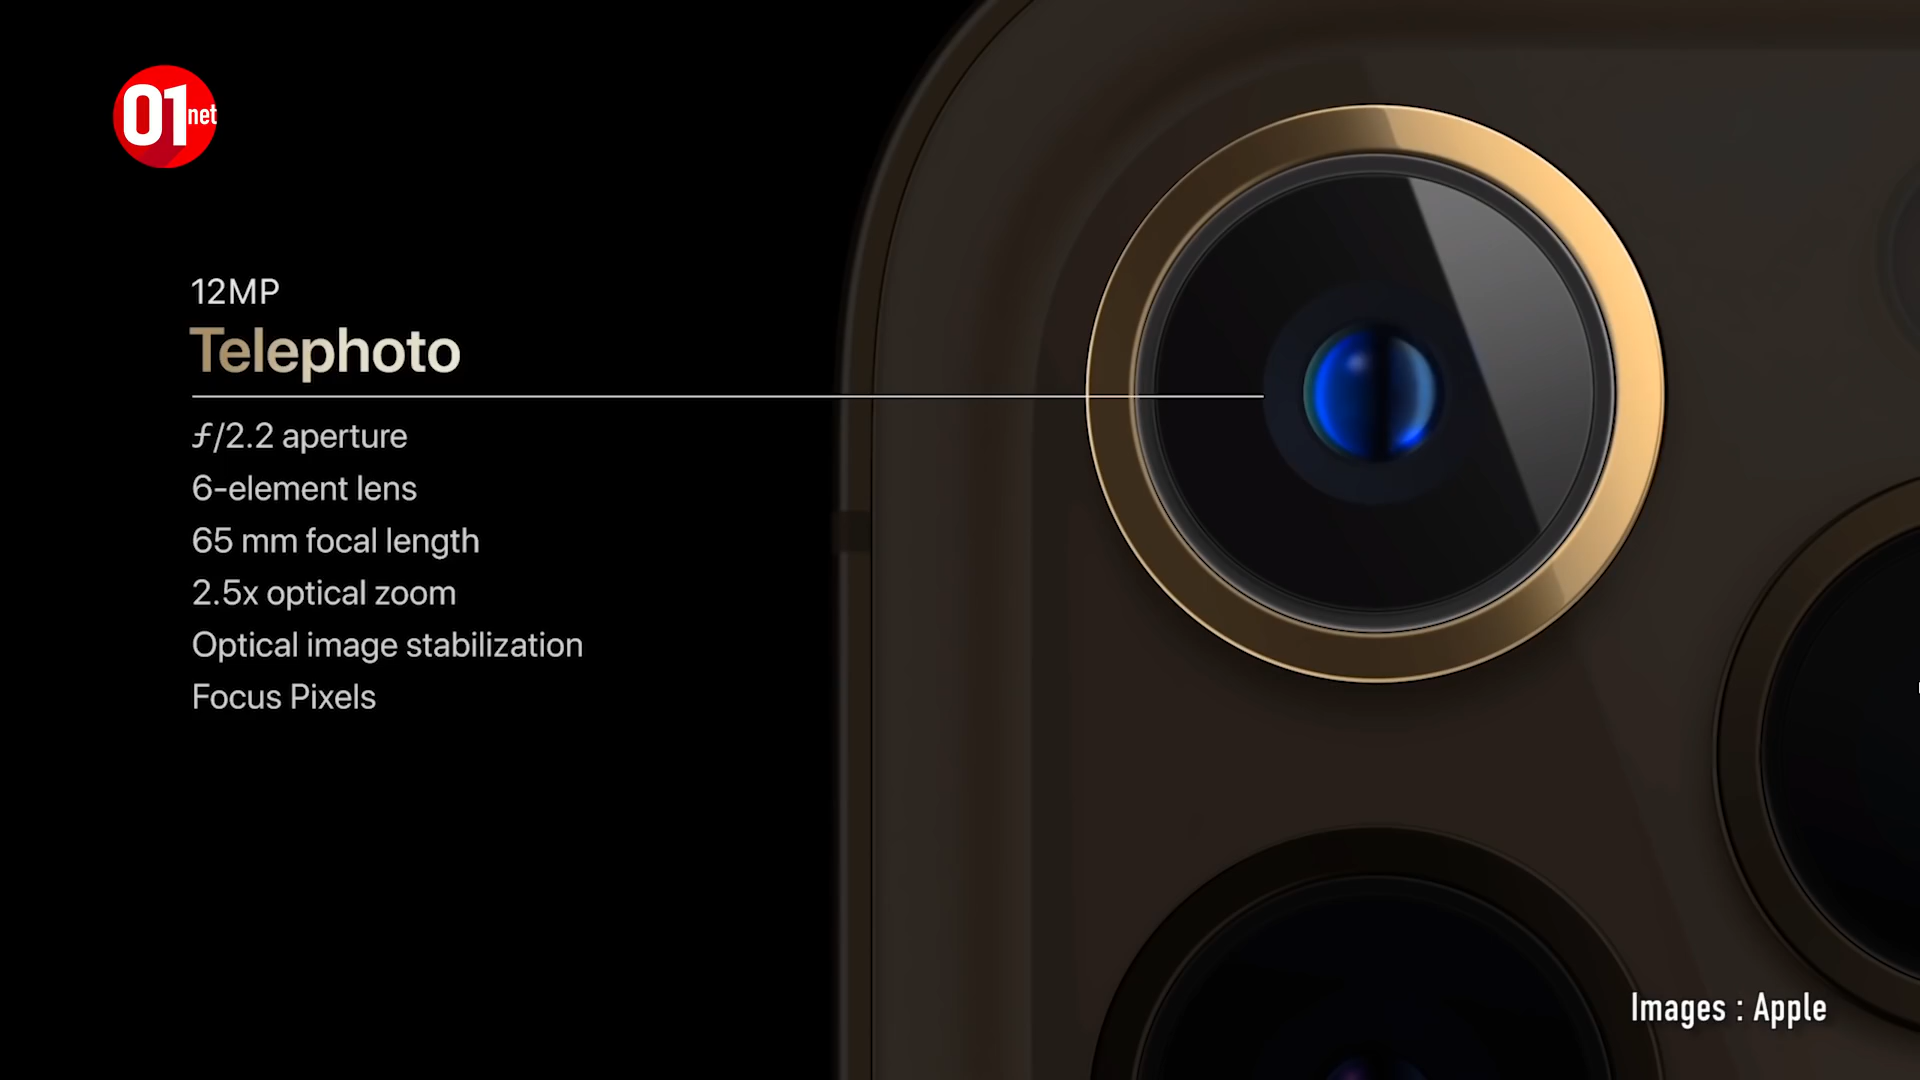 01net
12MP
Telephoto
ƒ/2.2 aperture
6-element lens
65 mm focal length
2.5x optical zoom
Optical image stabilization
Focus Pixels
Images : Apple